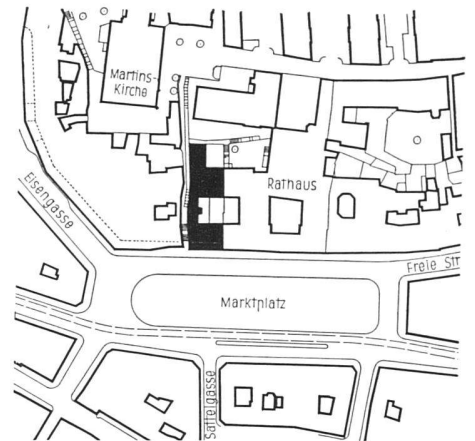 Martins-
Kirche
Rathaus
Eisengasse
Freie Str
Marktplatz
Sattelgasse